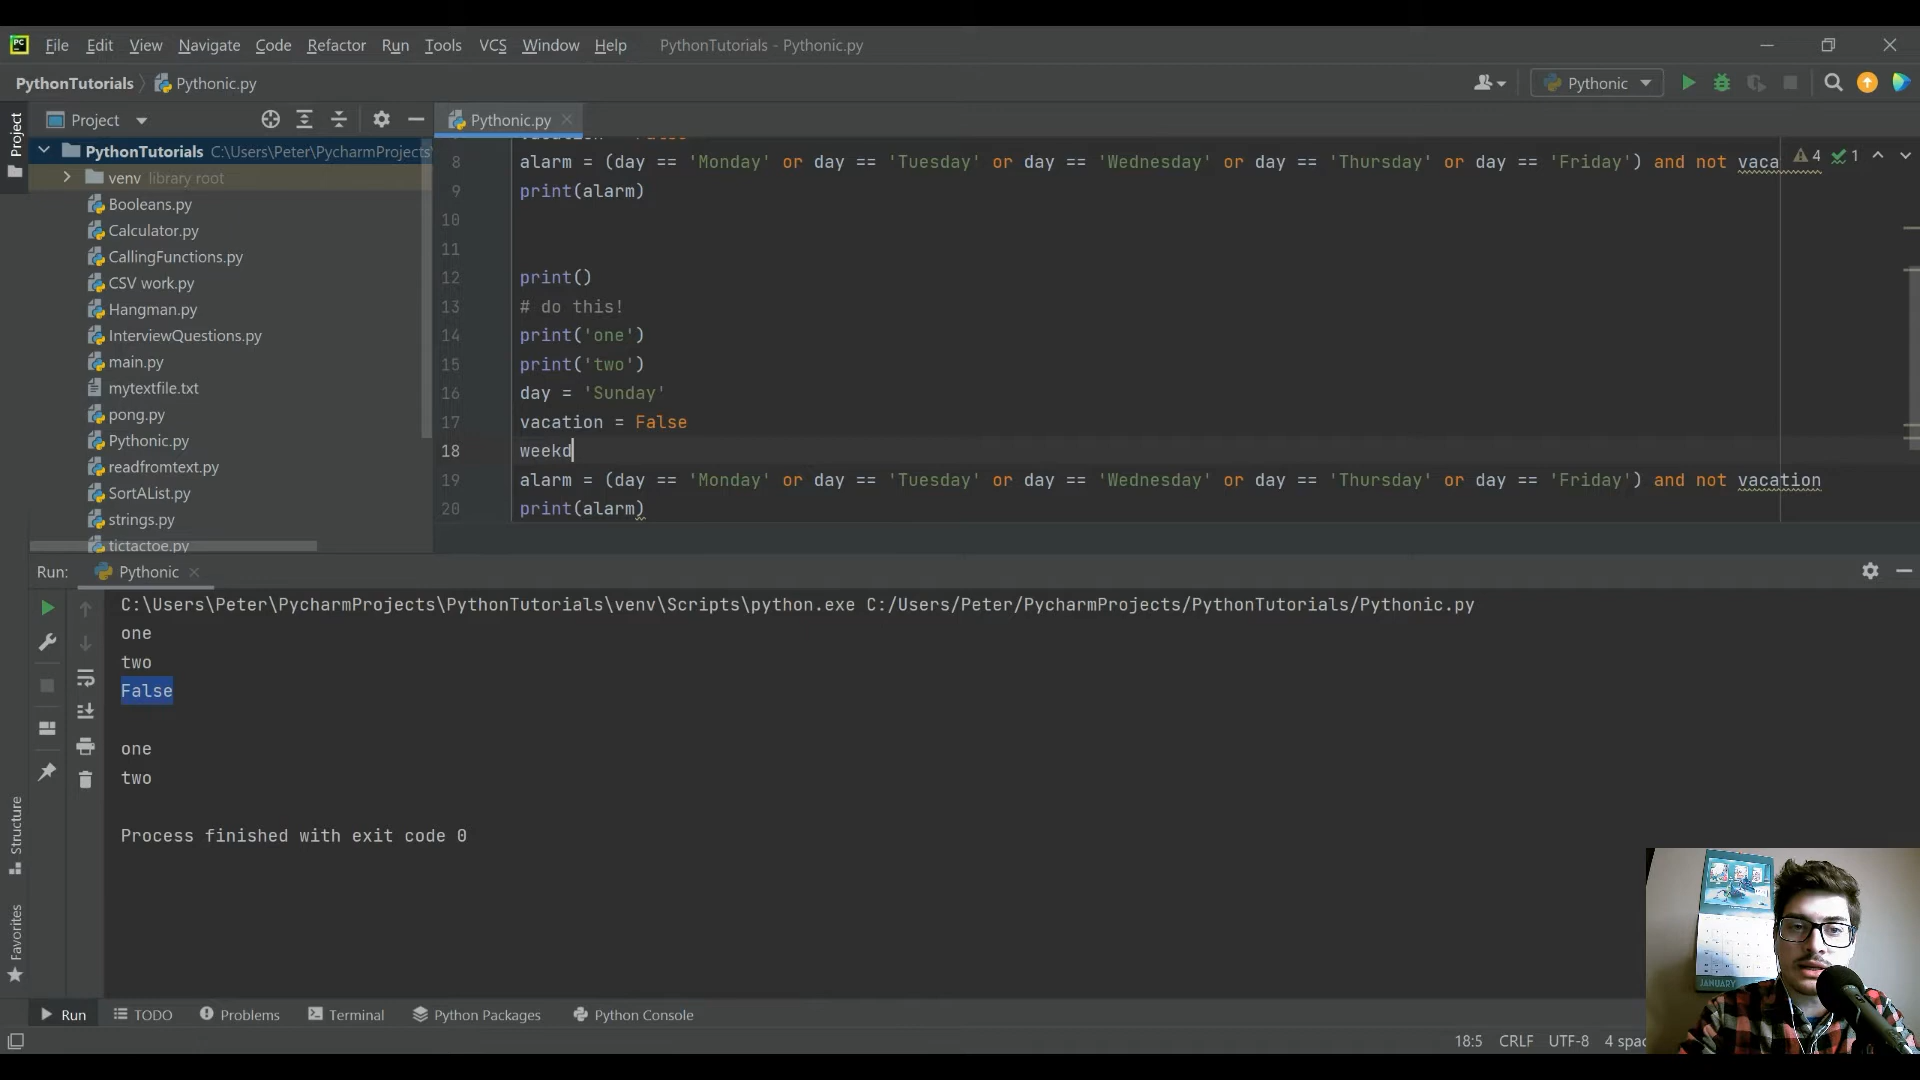 File Edit View Navigate Code Refactor Run Tools VCS Window Help PythonTutorials - Pythonic.py
PythonTutorials Pythonic.py Pythonic
Project
Project
PythonTutorials C:\Users\Peter\PycharmProjects
venv library root
Booleans.py
Calculator.py
CallingFunctions.py
CSV work.py
Hangman.py
InterviewQuestions.py
main.py
mytextfile.txt
pong.py
Pythonic.py
readfromtext.py
SortAList.py
strings.py
tictactoe.py
Pythonic.py
8 alarm = (day == 'Monday' or day == 'Tuesday' or day == 'Wednesday' or day == 'Thursday' or day == 'Friday') and not vaca 4 1
9 print(alarm)
10
11
12 print()
13 # do this!
14 print('one')
15 print('two')
16 day = 'Sunday'
17 vacation = False
18 weekd
19 alarm = (day == 'Monday' or day == 'Tuesday' or day == 'Wednesday' or day == 'Thursday' or day == 'Friday') and not vacation
20 print(alarm)
Run: Pythonic
C:\Users\Peter\PycharmProjects\PythonTutorials\venv\Scripts\python.exe C:/Users/Peter/PycharmProjects/PythonTutorials/Pythonic.py
one
two
False
one
two
Process finished with exit code 0
Structure
Favorites
JANUARY
Run TODO Problems Terminal Python Packages Python Console
18:5 CRLF UTF-8 4 spac